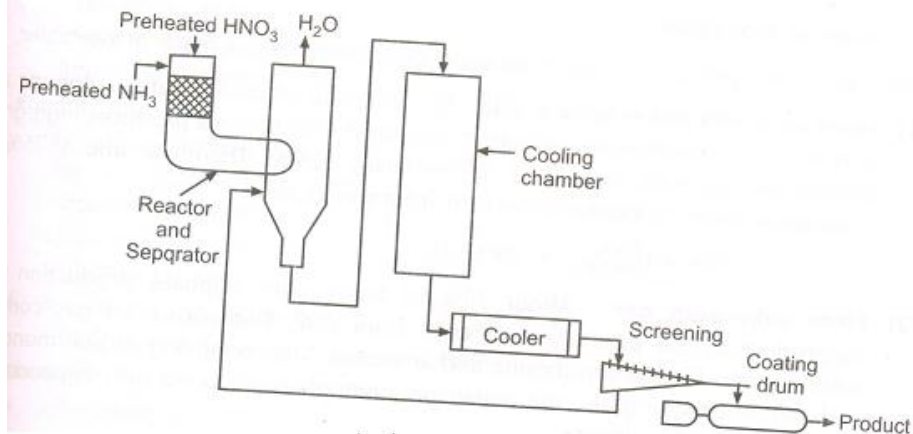 Preheated HNO₃
H₂O
Preheated NH₃
Cooling
chamber
Reactor
and
Sepqrator
Cooler
Screening
Coating
drum
Product